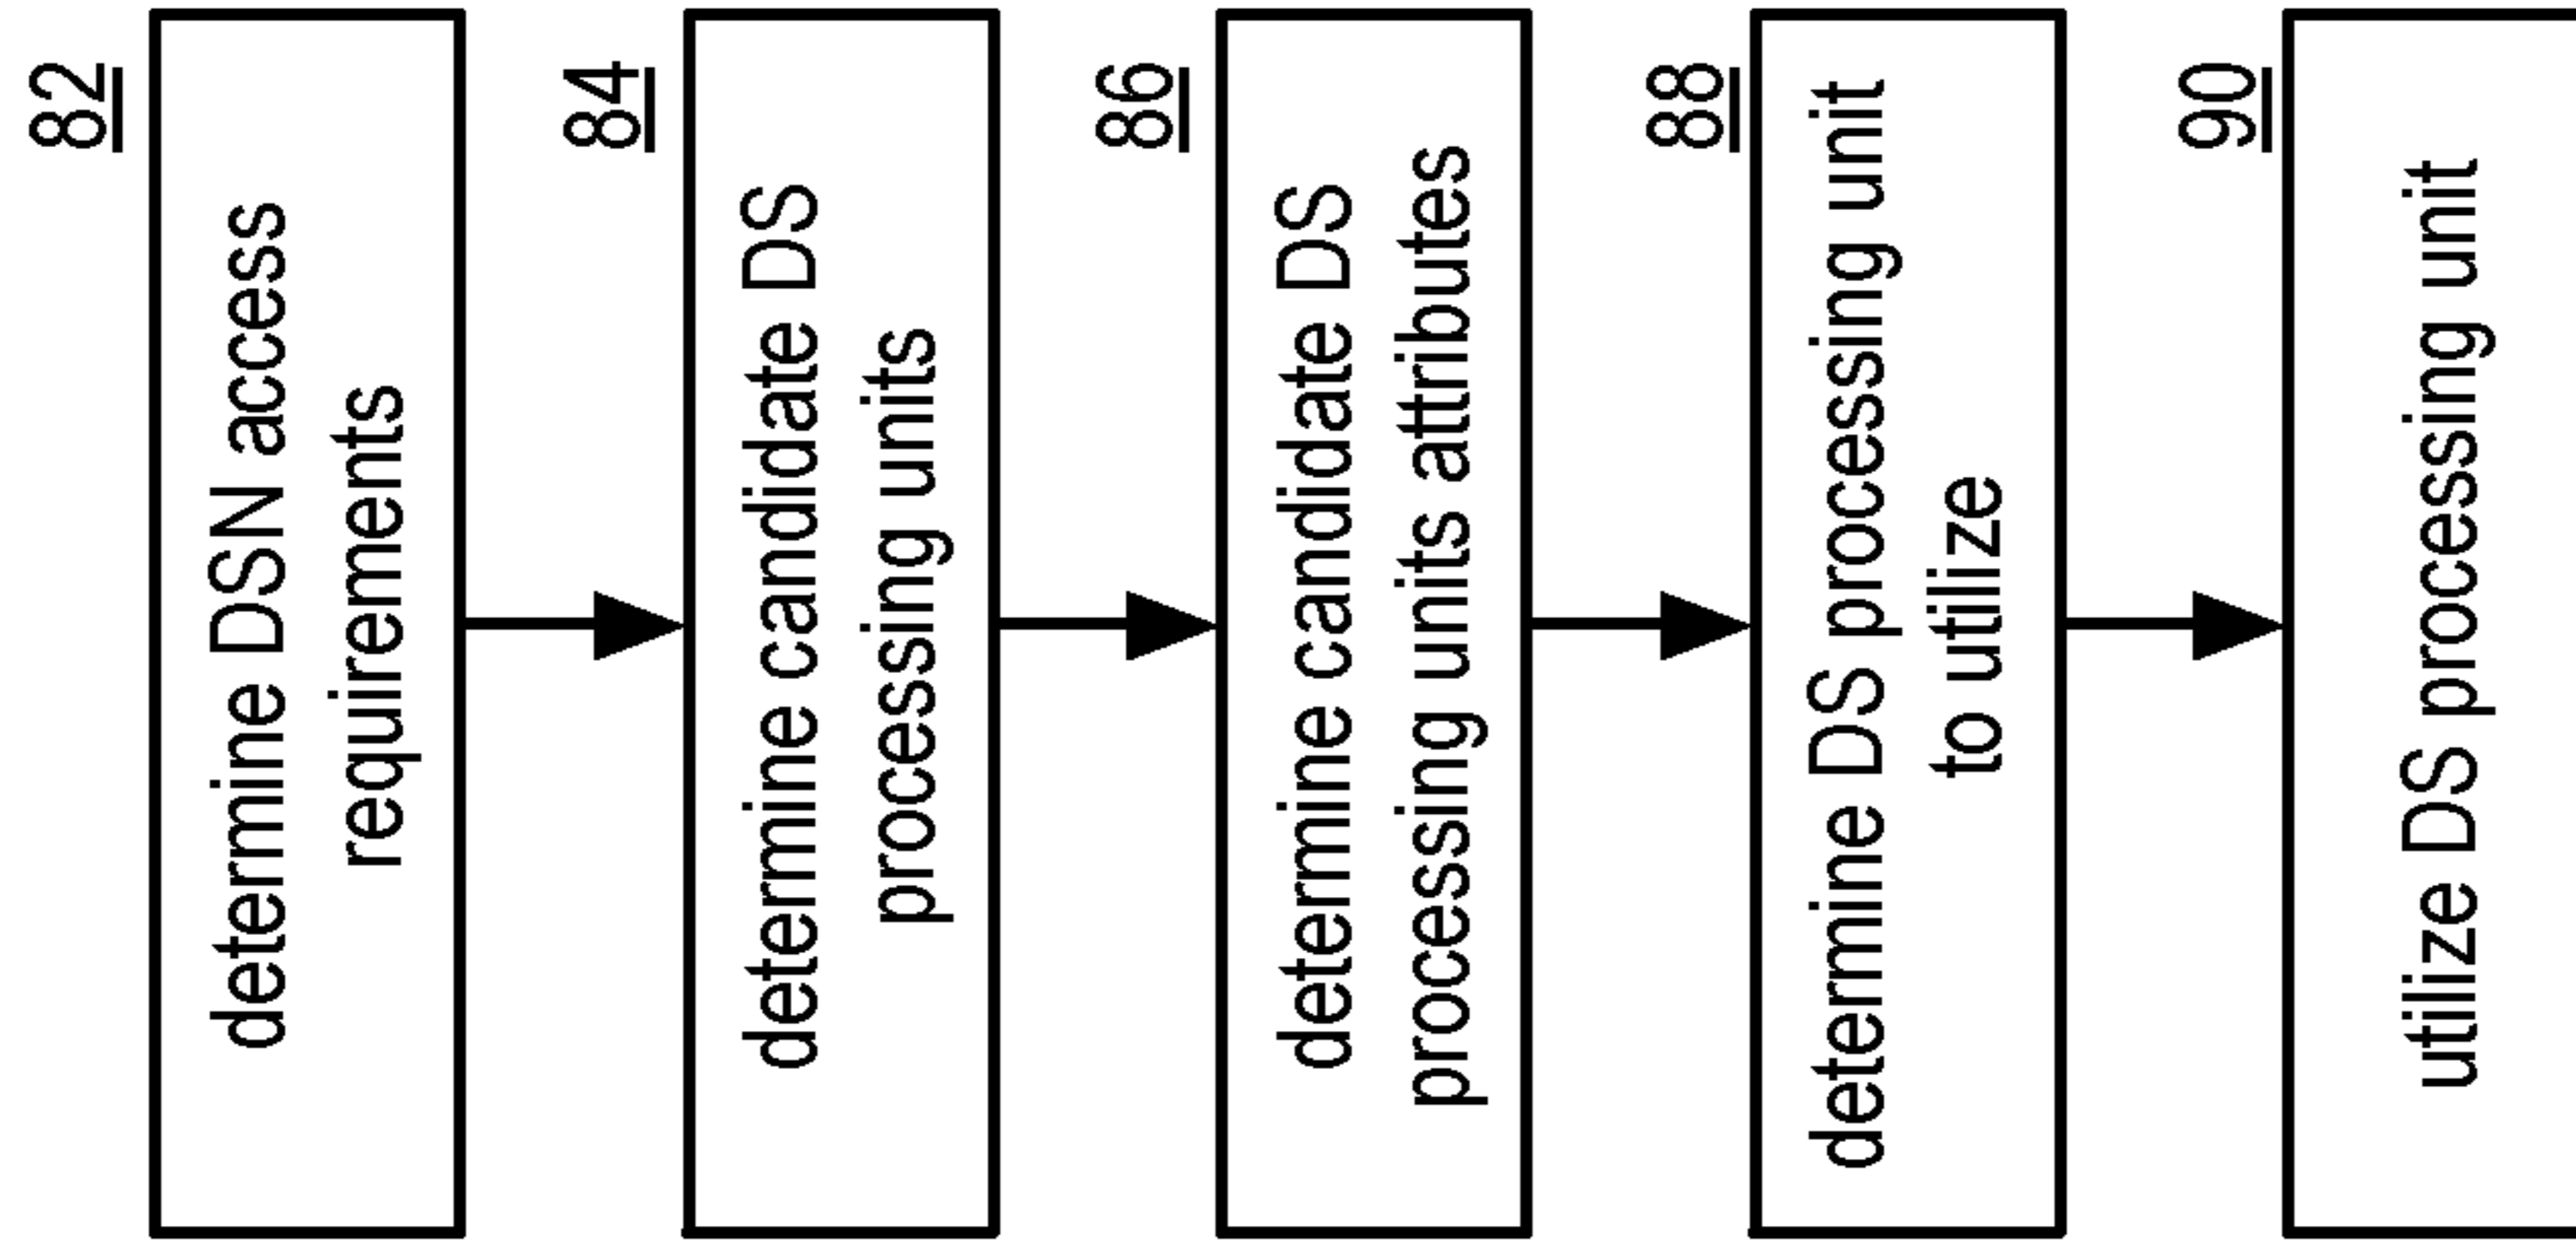 82
determine DSN access
requirements
84
determine candidate DS
processing units
86
determine candidate DS
processing units attributes
88
determine DS processing unit
to utilize
90
utilize DS processing unit